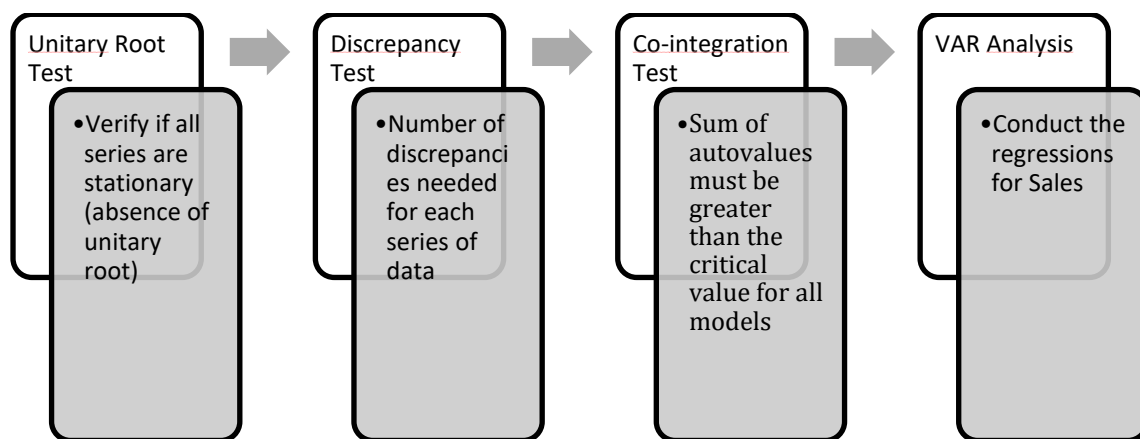 Unitary Root
Test
•Verify if all
series are
stationary
(absence of
unitary
root)
Discrepancy
Test
•Number of
discrepanci
es needed
for each
series of
data
Co-integration
Test
•Sum of
autovalues
must be
greater
than the
critical
value for all
models
VAR Analysis
•Conduct the
regressions
for Sales